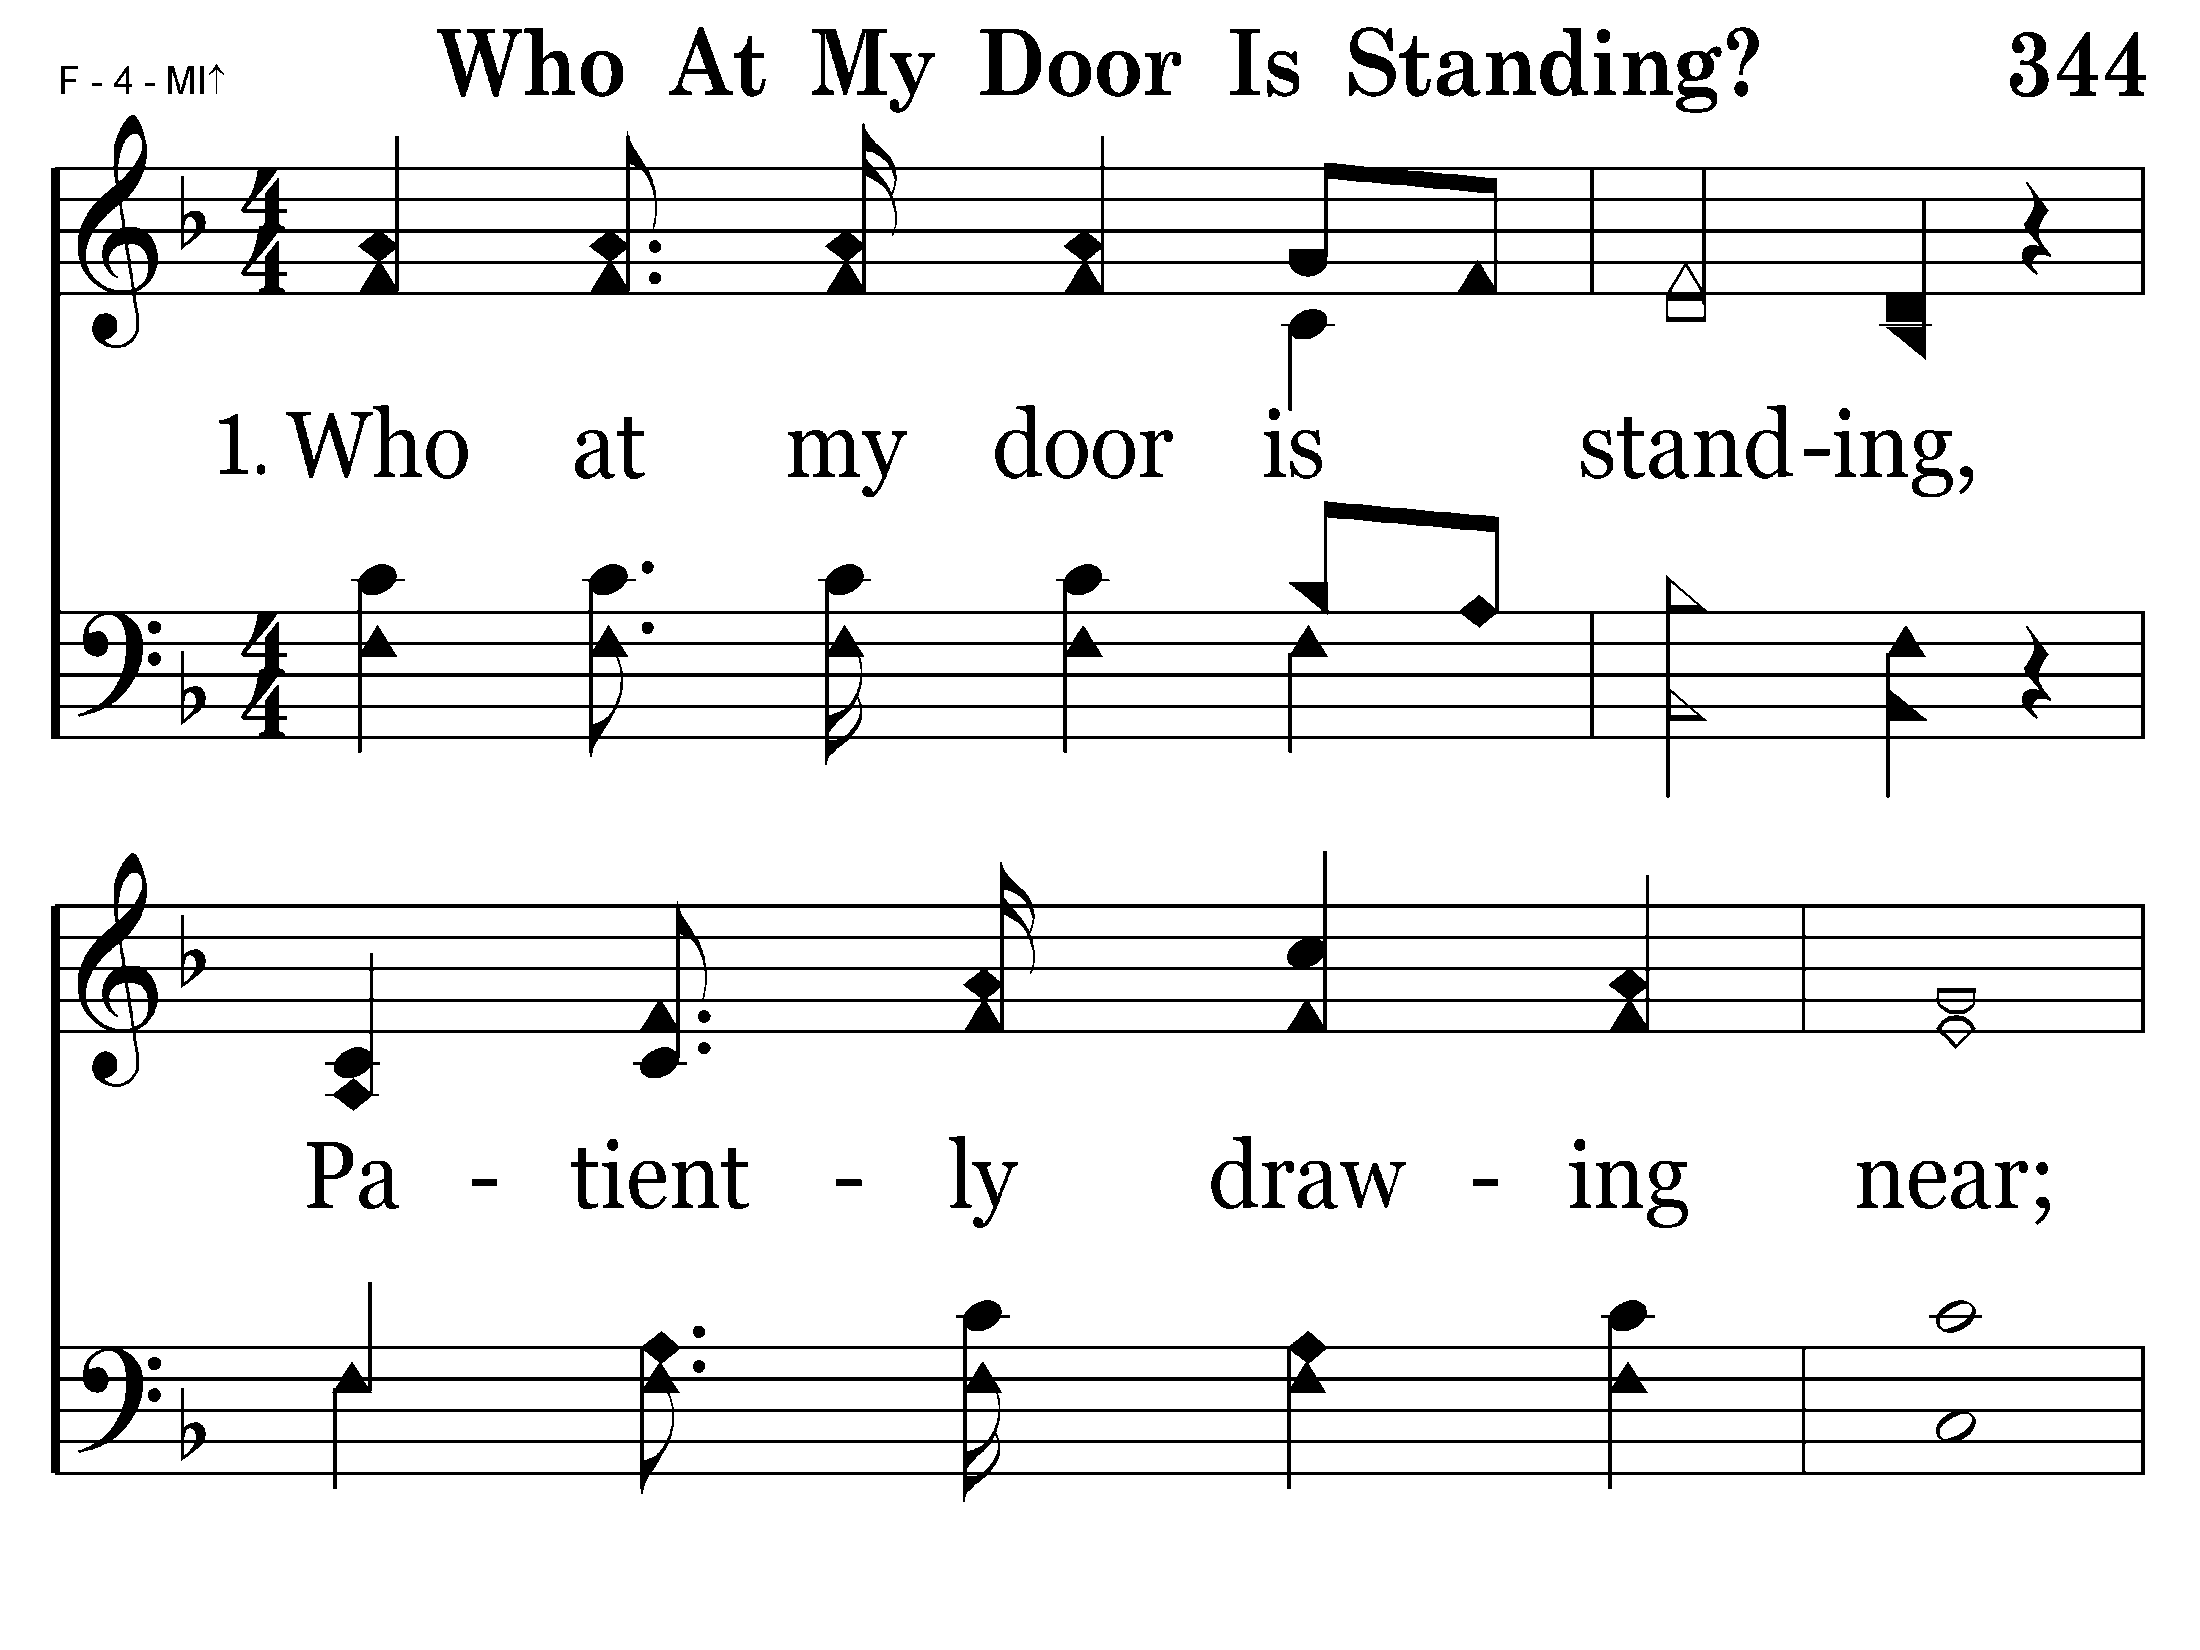 F - 4 - MI↑ Who At My Door Is Standing? 344
1. Who at my door is stand-ing,
Pa - tient - ly draw - ing near;